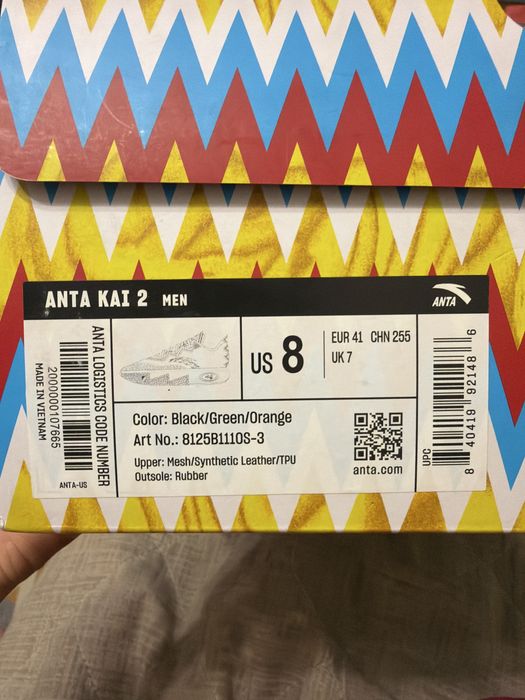 ANTA KAI 2 MEN
ANTA
ANTA LOGISTICS CODE NUMBER
20000000107665
MADE IN VIETNAM
ANTA-US
US 8
EUR 41 CHN 255
UK 7
Color: Black/Green/Orange
Art No.: 8125B1110S-3
Upper: Mesh/Synthetic Leather/TPU
Outsole: Rubber
anta.com
UPC
8 40419 92148 6